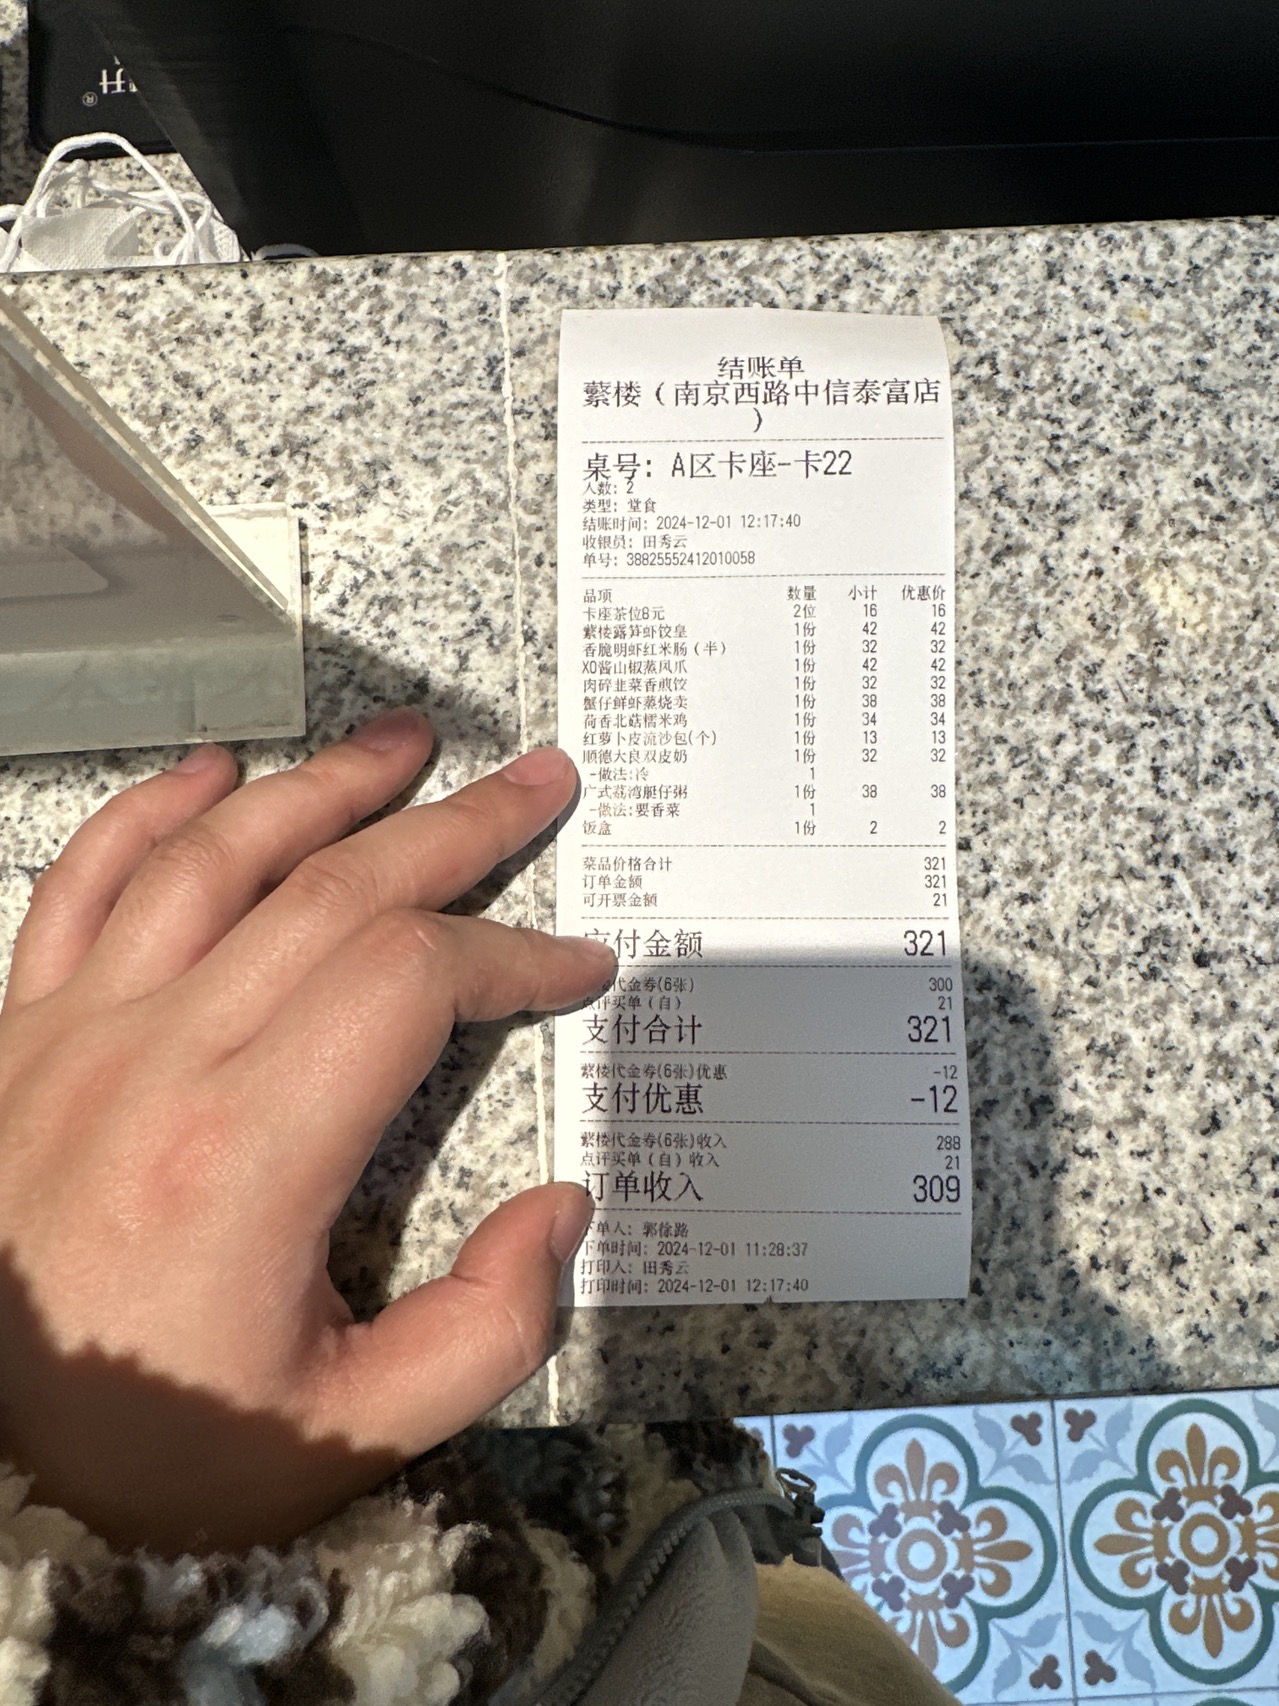 升
®
结账单
蘩楼（南京西路中信泰富店
）
桌号: A区卡座-卡22
人数: 2
类型: 堂食
结账时间: 2024-12-01 12:17:40
收银员: 田秀云
单号: 38825552412010058
品项 数量 小计 优惠价
卡座茶位8元 2位 16 16
蘩楼露笋虾饺皇 1份 42 42
香脆明虾红米肠（半） 1份 32 32
XO酱山椒蒸凤爪 1份 42 42
肉碎韭菜香煎饺 1份 32 32
蟹仔鲜虾蒸烧卖 1份 38 38
荷香北菇糯米鸡 1份 34 34
红萝卜皮流沙包(个) 1份 13 13
顺德大良双皮奶 1份 32 32
-做法:冷 1
广式荔湾艇仔粥 1份 38 38
-做法:要香菜 1
饭盒 1份 2 2
菜品价格合计 321
订单金额 321
可开票金额 21
应付金额 321
代金券(6张) 300
点评买单（自） 21
支付合计 321
蘩楼代金券(6张)优惠 -12
支付优惠 -12
蘩楼代金券(6张)收入 288
点评买单（自）收入 21
订单收入 309
下单人: 郭徐路
下单时间: 2024-12-01 11:28:37
打印人: 田秀云
打印时间: 2024-12-01 12:17:40